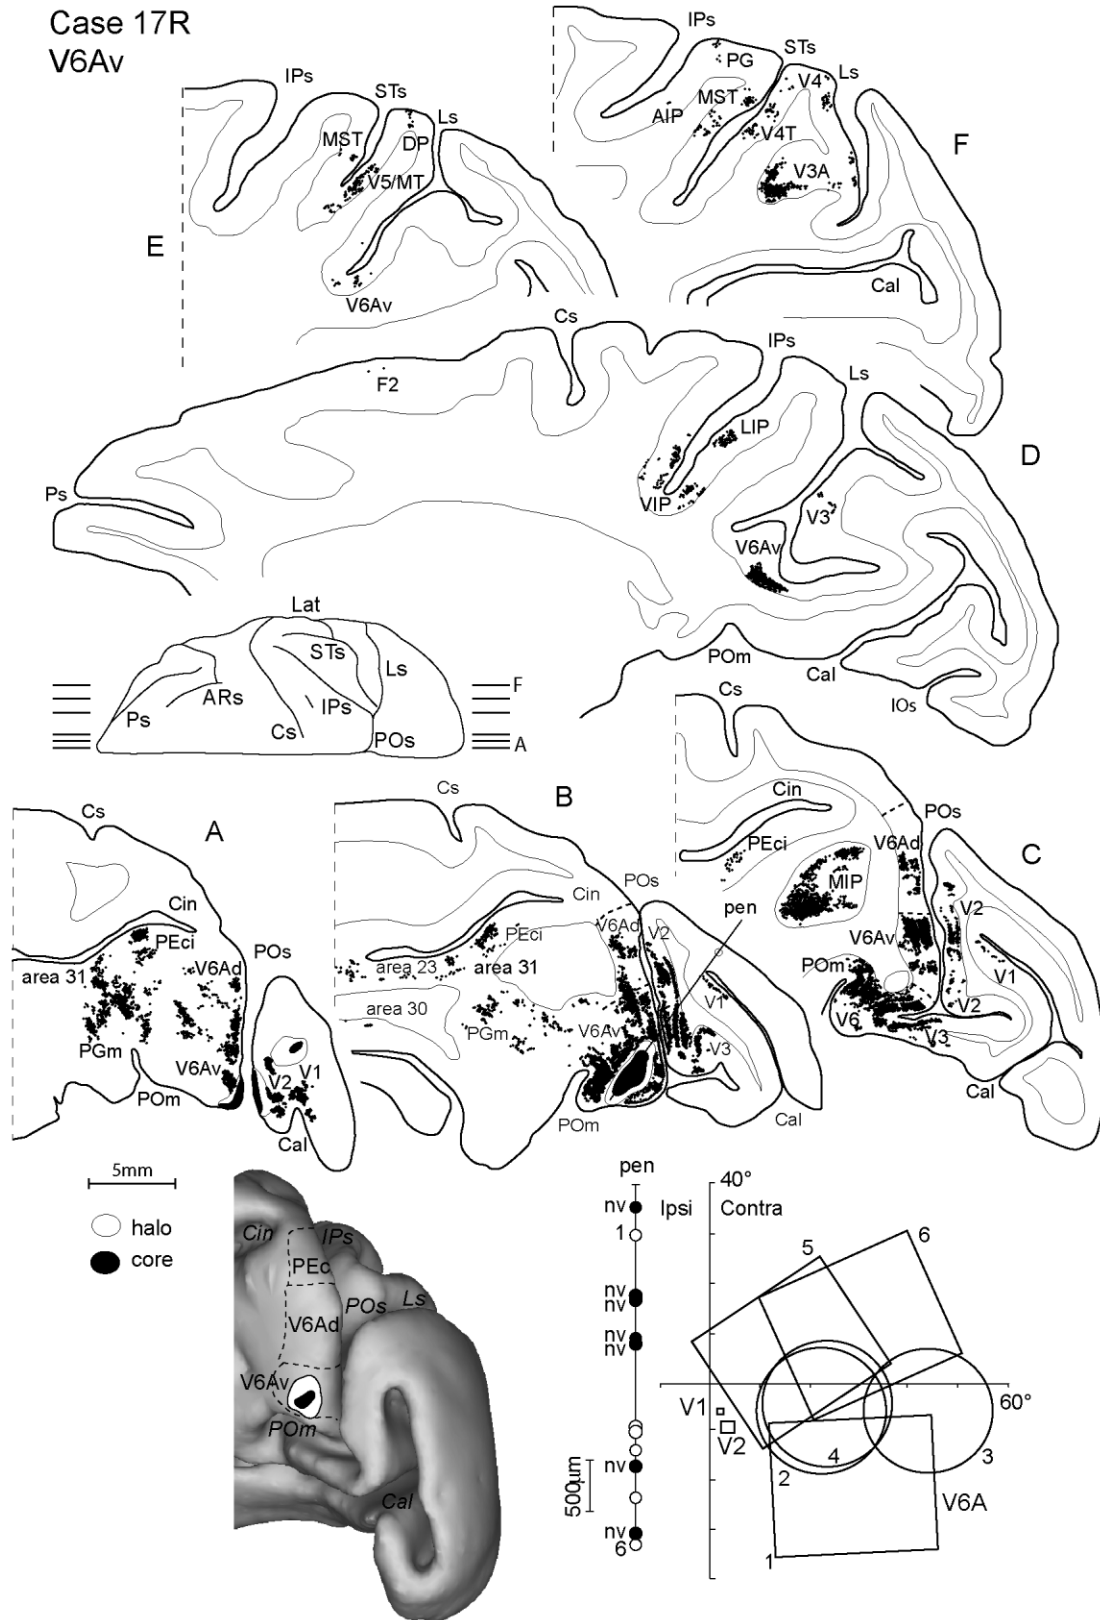 Case 17R
V6Av
IPs
STs
Ls
MST
DP
V5/MT
V6Av
E
IPs
STs
Ls
PG
V4
MST
AIP
V4T
V3A
F
Cal
Cs
F2
Ps
IPs
Ls
LIP
VIP
V3
V6Av
D
POm
Cal
IOs
Lat
STs
Ls
ARs
Ps
IPs
Cs
POs
F
A
Cs
A
Cin
PEci
POs
area 31
V6Ad
PGm
V6Av
V2
V1
POm
Cal
Cs
B
Cin
POs
pen
V6Ad
V2
PEci
area 23
area 31
V1
area 30
PGm
V6Av
V3
POm
Cal
Cs
Cin
POs
PEci
V6Ad
C
MIP
V2
V6Av
V1
POm
V2
V6
V3
Cal
5mm
halo
core
Cin
IPs
PEc
POs
Ls
V6Ad
V6Av
POm
Cal
pen
nv
1
nv
nv
nv
nv
nv
nv
6
500µm
40°
Ipsi
Contra
5
6
60°
V1
V2
2
4
3
V6A
1